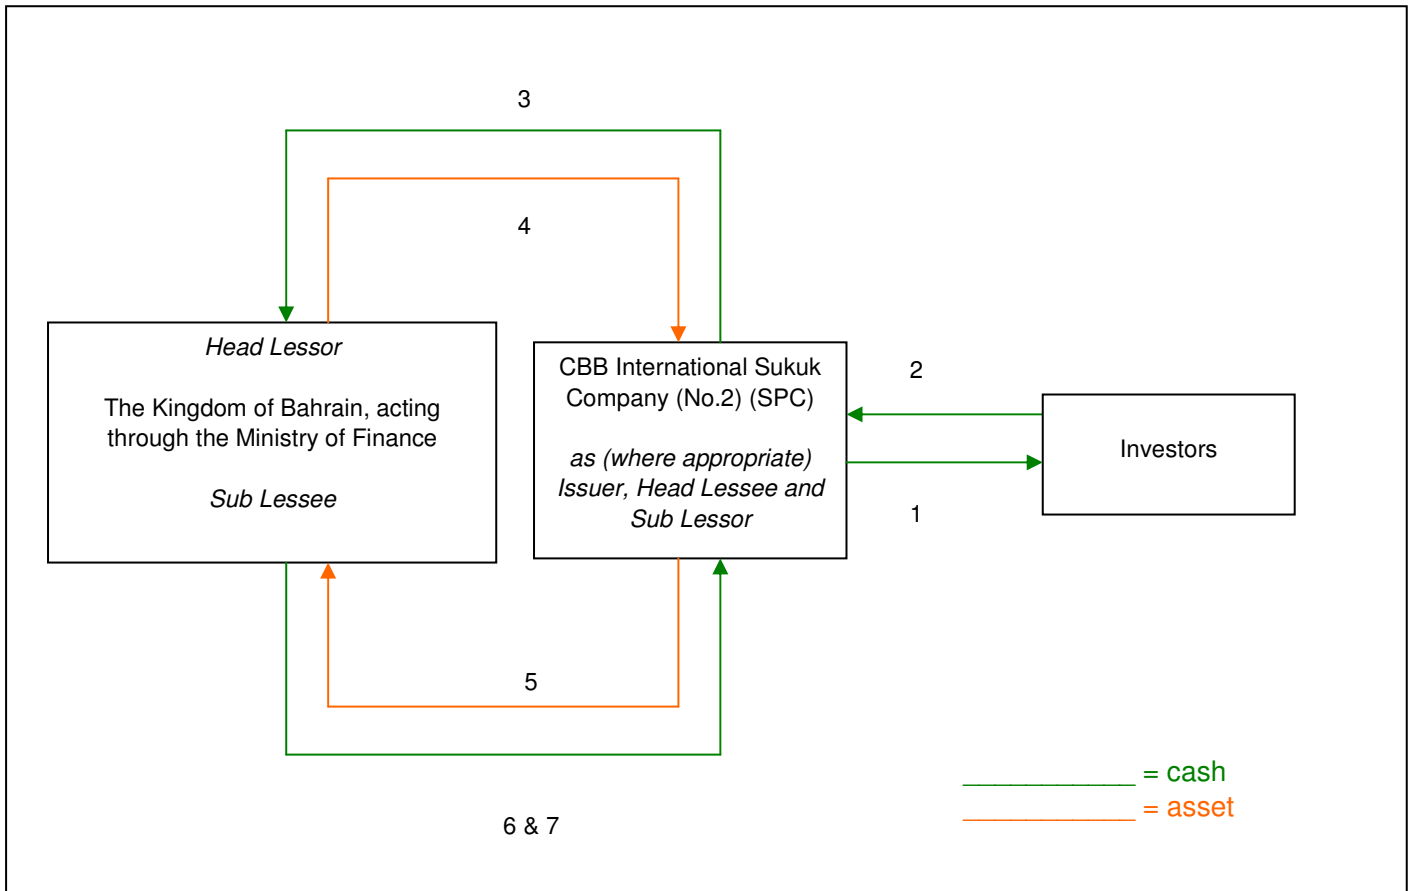 3
4
Head Lessor
The Kingdom of Bahrain, acting
through the Ministry of Finance
Sub Lessee
CBB International Sukuk
Company (No.2) (SPC)
as (where appropriate)
Issuer, Head Lessee and
Sub Lessor
2
Investors
1
5
6 & 7
= cash
= asset